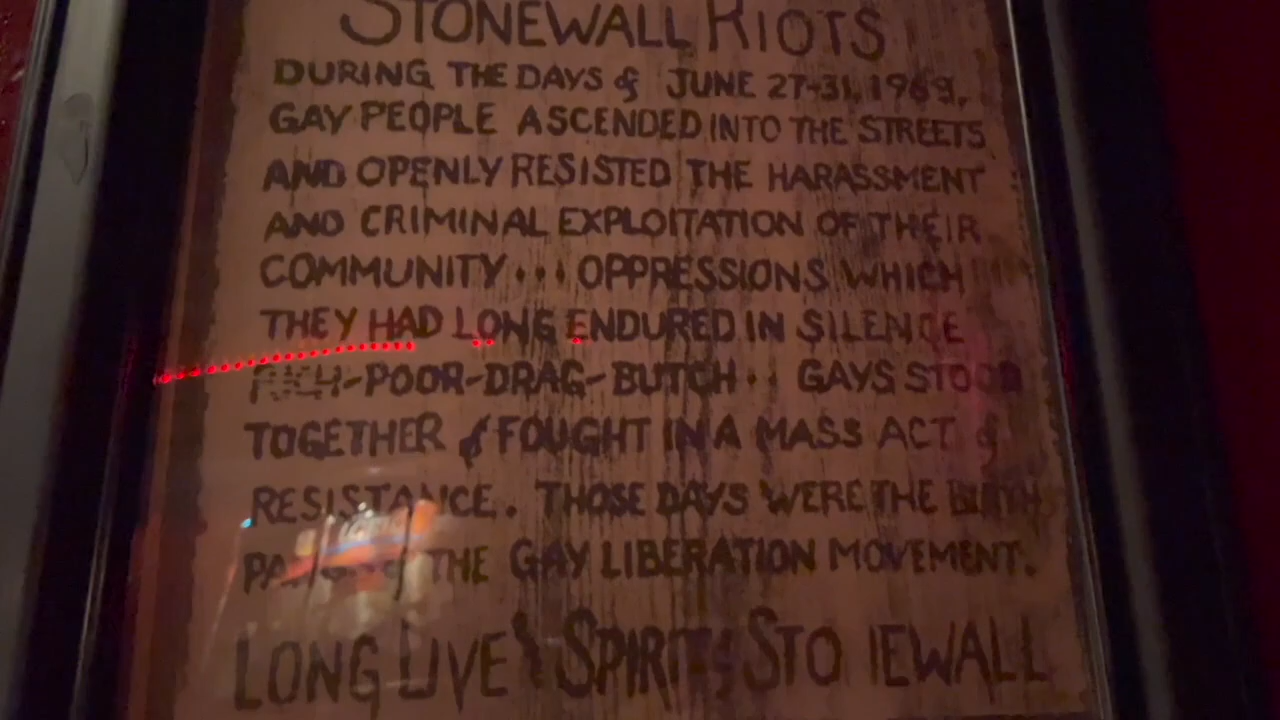 STONEWALL RIOTS
DURING THE DAYS of JUNE 27-31, 1969,
GAY PEOPLE ASCENDED INTO THE STREETS
AND OPENLY RESISTED THE HARASSMENT
AND CRIMINAL EXPLOITATION OF THEIR
COMMUNITY ... OPPRESSIONS WHICH
THEY HAD LONG ENDURED IN SILENCE
RICH-POOR-DRAG-BUTCH .. GAYS STOOD
TOGETHER & FOUGHT IN A MASS ACT of
RESISTANCE. THOSE DAYS WERE THE BIRTH
THE GAY LIBERATION MOVEMENT.
LONG LIVE SPIRIT STONEWALL